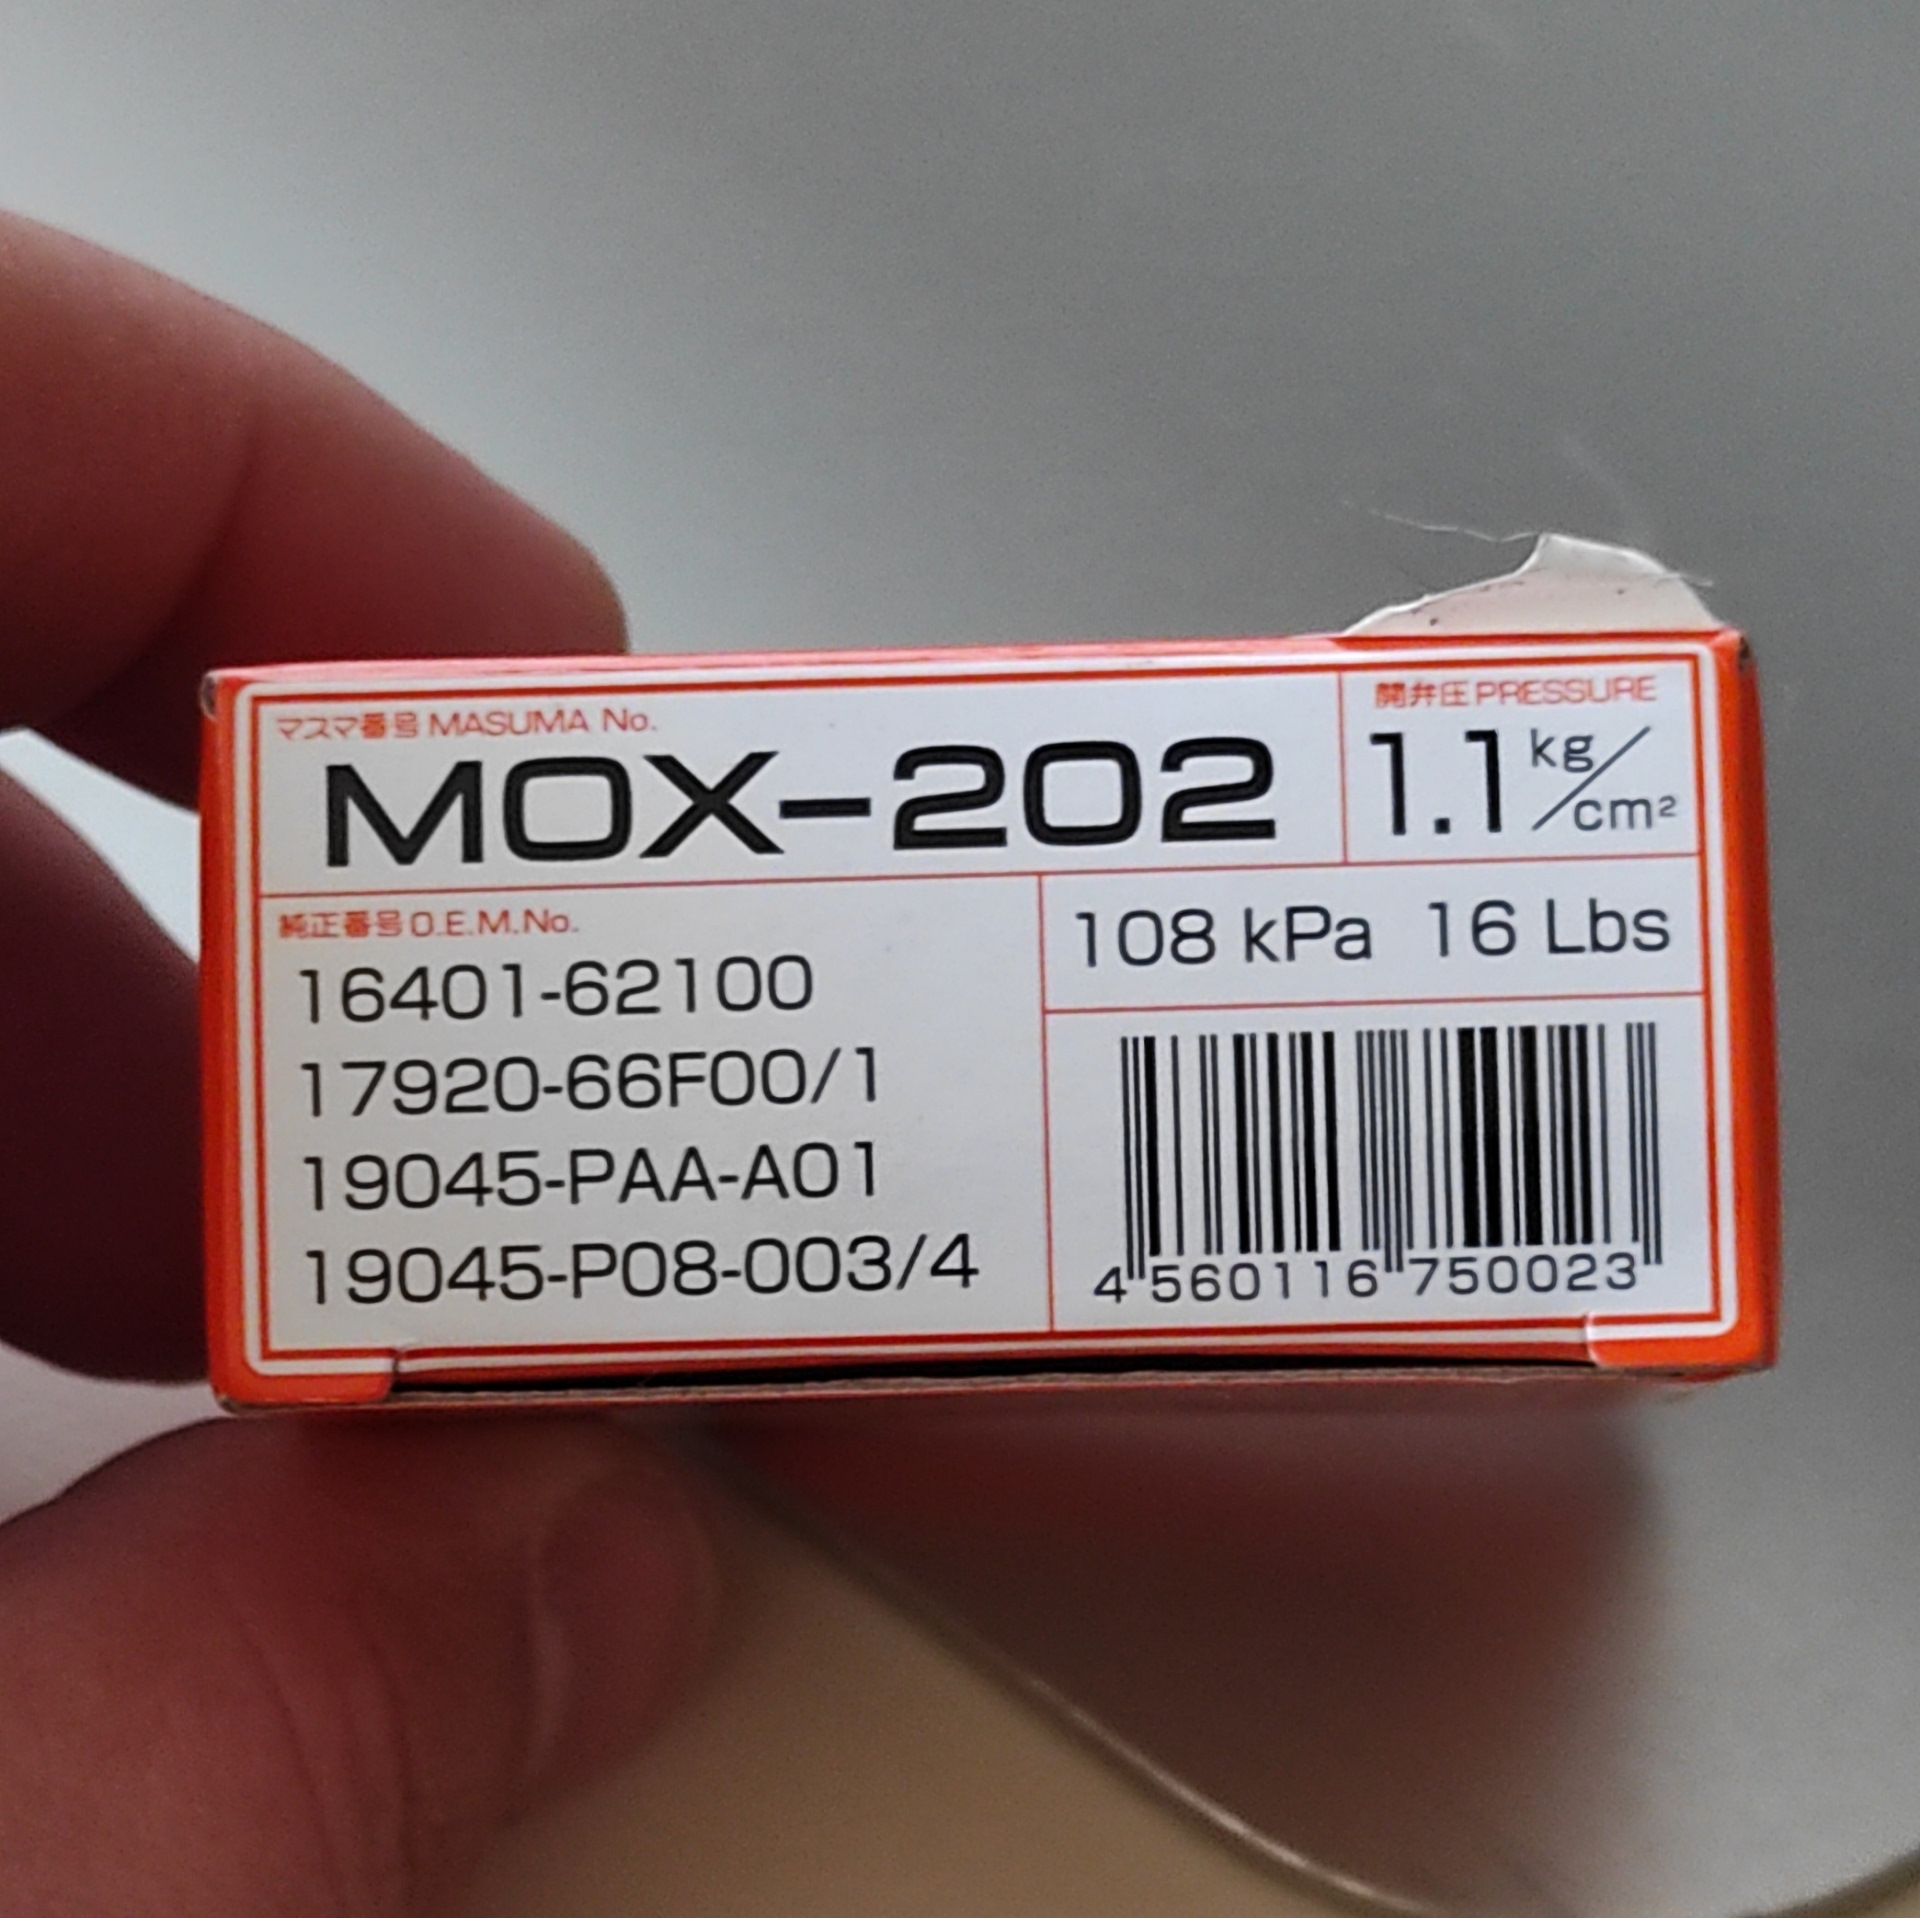 マスマ番号 MASUMA No.
MOX-202
開弁圧 PRESSURE
1.1 kg/cm²
純正番号 O.E.M.No.
16401-62100
17920-66F00/1
19045-PAA-A01
19045-P08-003/4
108 kPa 16 Lbs
4 560116 750023